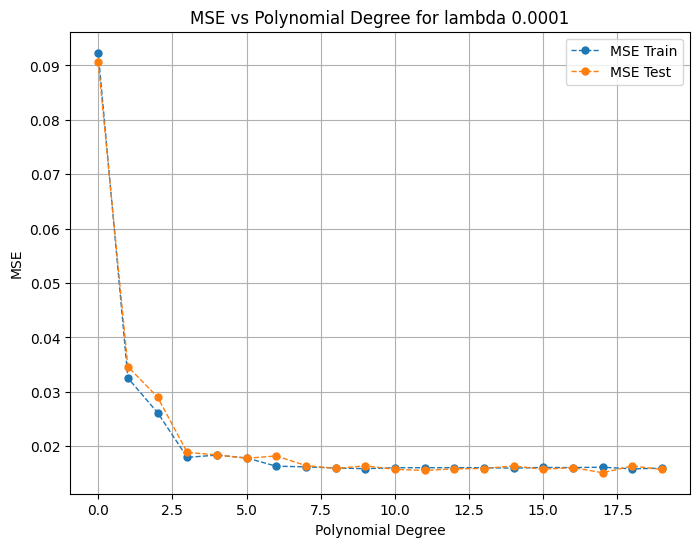 MSE vs Polynomial Degree for lambda 0.0001
MSE Train
MSE Test
0.09
0.08
0.07
0.06
0.05
0.04
0.03
0.02
MSE
0.0 2.5 5.0 7.5 10.0 12.5 15.0 17.5
Polynomial Degree